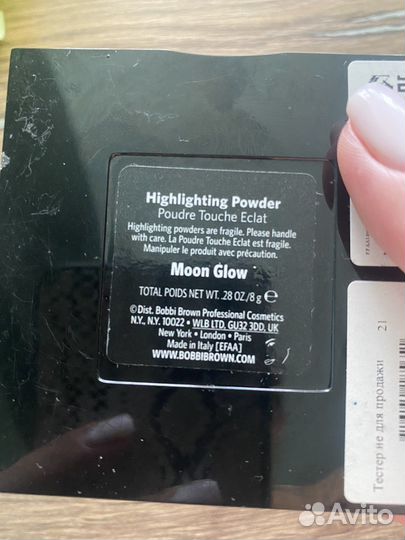 Highlighting Powder
Poudre Touche Eclat
Highlighting powders are fragile. Please handle
with care. La Poudre Touche Eclat est fragile.
Manipuler le produit avec précaution.
Moon Glow
TOTAL POIDS NET WT. .28 OZ./8 g ℮
©Dist. Bobbi Brown Professional Cosmetics
N.Y., N.Y. 10022 • WLB LTD. GU32 3DD. UK
New York • London • Paris
Made in Italy [EFAA]
WWW.BOBBIBROWN.COM
Тестер не для продажи
21
Avito